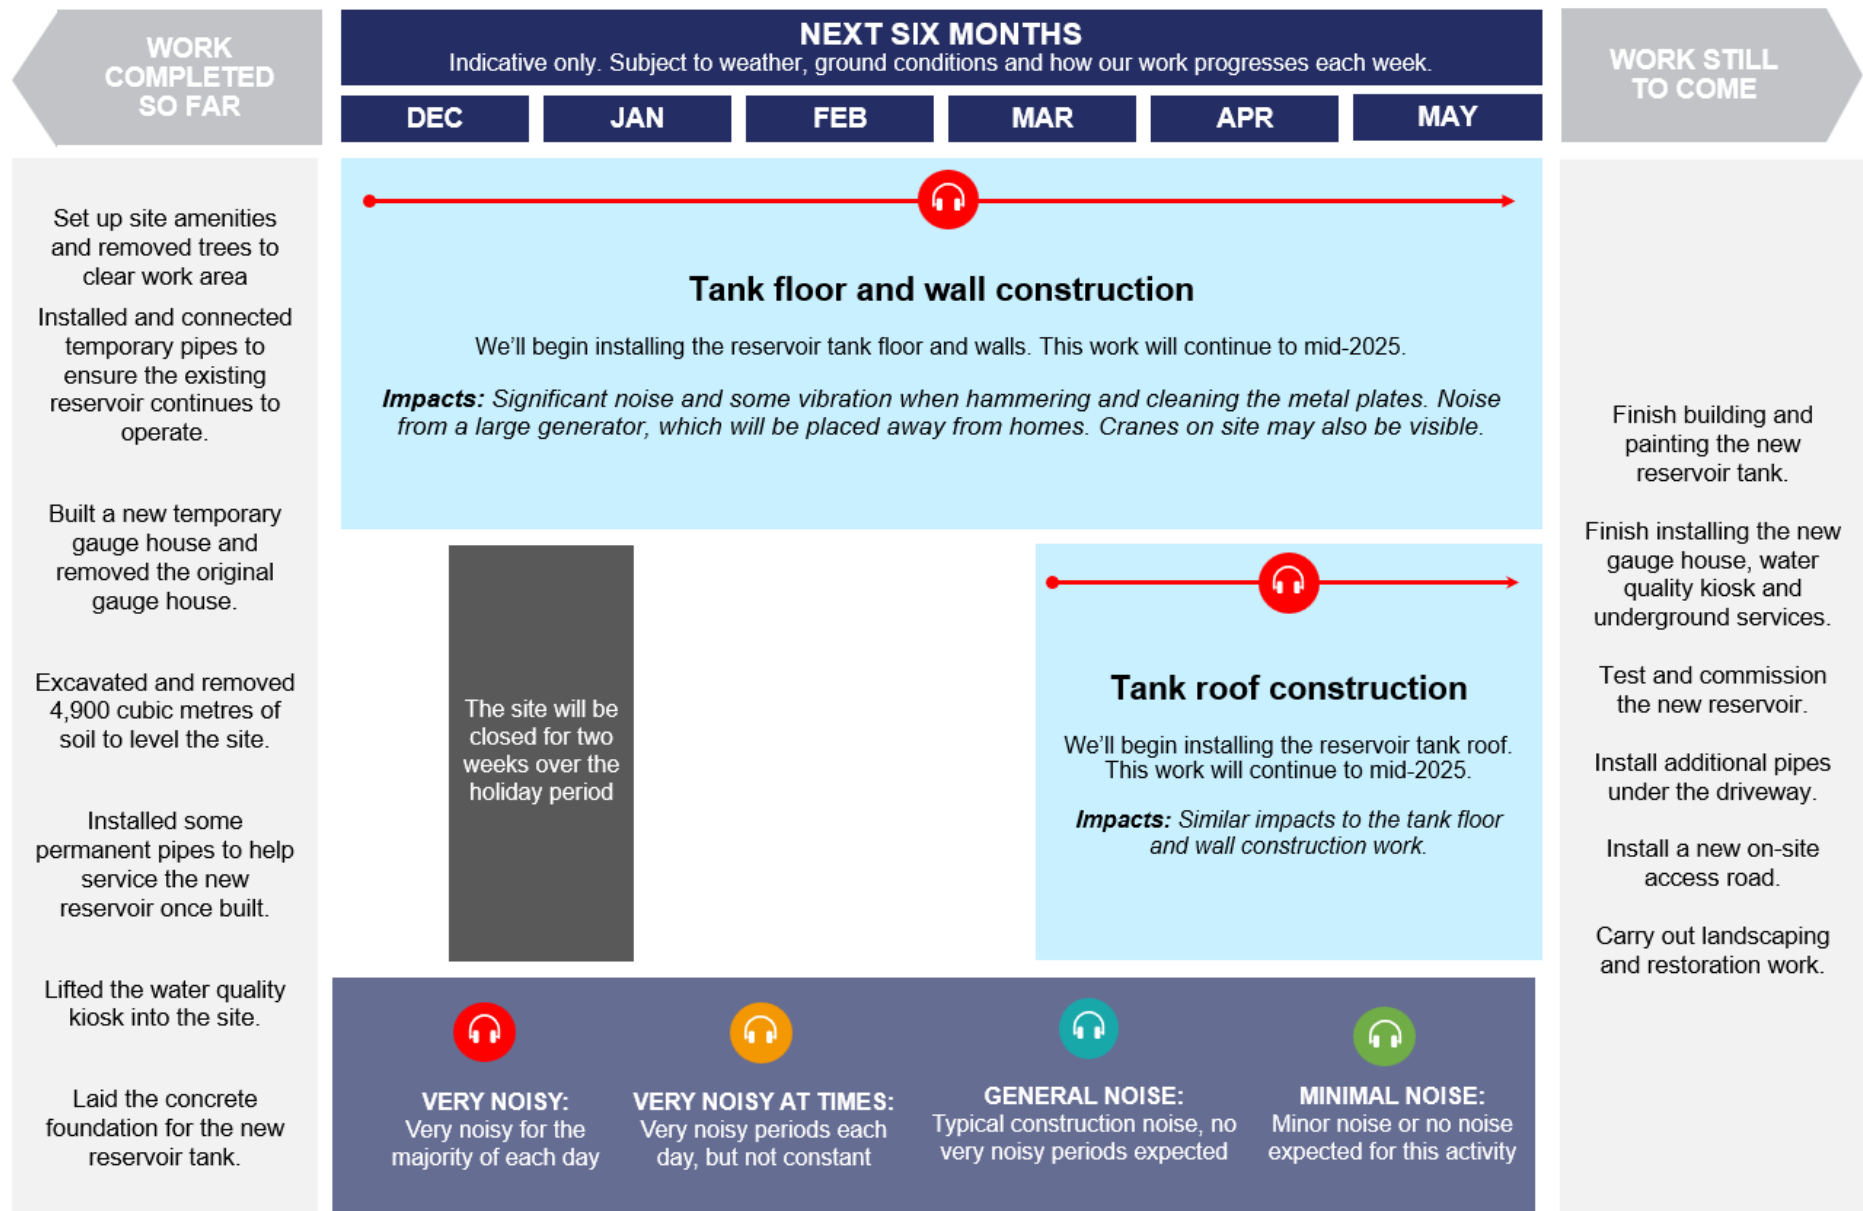 WORK
COMPLETED
SO FAR
NEXT SIX MONTHS
Indicative only. Subject to weather, ground conditions and how our work progresses each week.
DEC
JAN
FEB
MAR
APR
MAY
WORK STILL
TO COME
Set up site amenities
and removed trees to
clear work area
Installed and connected
temporary pipes to
ensure the existing
reservoir continues to
operate.
Built a new temporary
gauge house and
removed the original
gauge house.
Excavated and removed
4,900 cubic metres of
soil to level the site.
Installed some
permanent pipes to help
service the new
reservoir once built.
Lifted the water quality
kiosk into the site.
Laid the concrete
foundation for the new
reservoir tank.
Tank floor and wall construction
We'll begin installing the reservoir tank floor and walls. This work will continue to mid-2025.
Impacts: Significant noise and some vibration when hammering and cleaning the metal plates. Noise
from a large generator, which will be placed away from homes. Cranes on site may also be visible.
The site will be
closed for two
weeks over the
holiday period
Tank roof construction
We'll begin installing the reservoir tank roof.
This work will continue to mid-2025.
Impacts: Similar impacts to the tank floor
and wall construction work.
VERY NOISY:
Very noisy for the
majority of each day
VERY NOISY AT TIMES:
Very noisy periods each
day, but not constant
GENERAL NOISE:
Typical construction noise, no
very noisy periods expected
MINIMAL NOISE:
Minor noise or no noise
expected for this activity
Finish building and
painting the new
reservoir tank.
Finish installing the new
gauge house, water
quality kiosk and
underground services.
Test and commission
the new reservoir.
Install additional pipes
under the driveway.
Install a new on-site
access road.
Carry out landscaping
and restoration work.